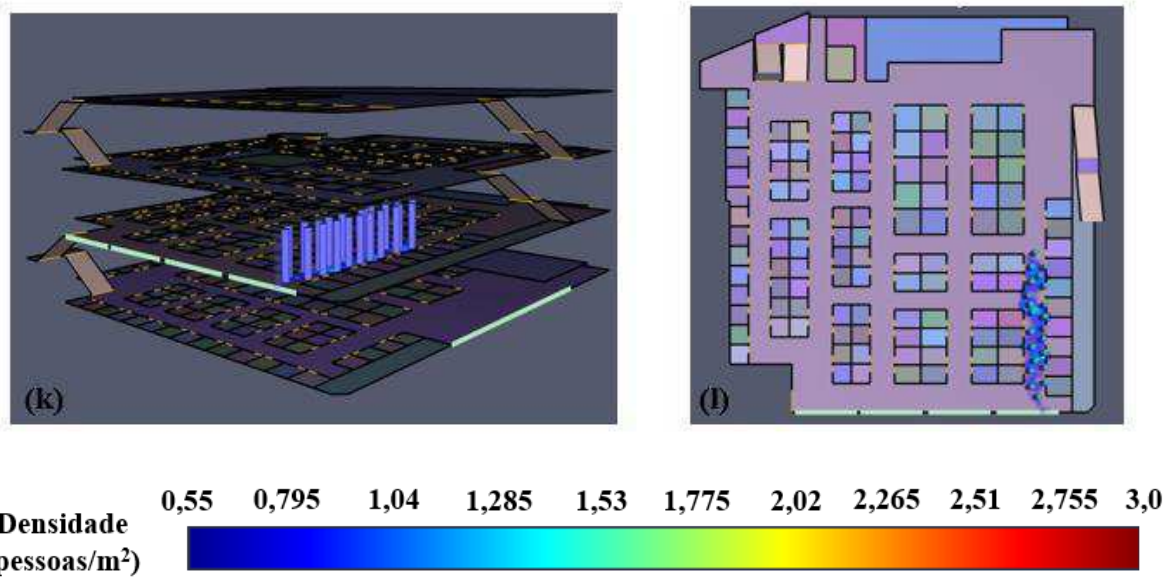 (k)
(l)
0,55 0,795 1,04 1,285 1,53 1,775 2,02 2,265 2,51 2,755 3,0
Densidade
pessoas/m²)